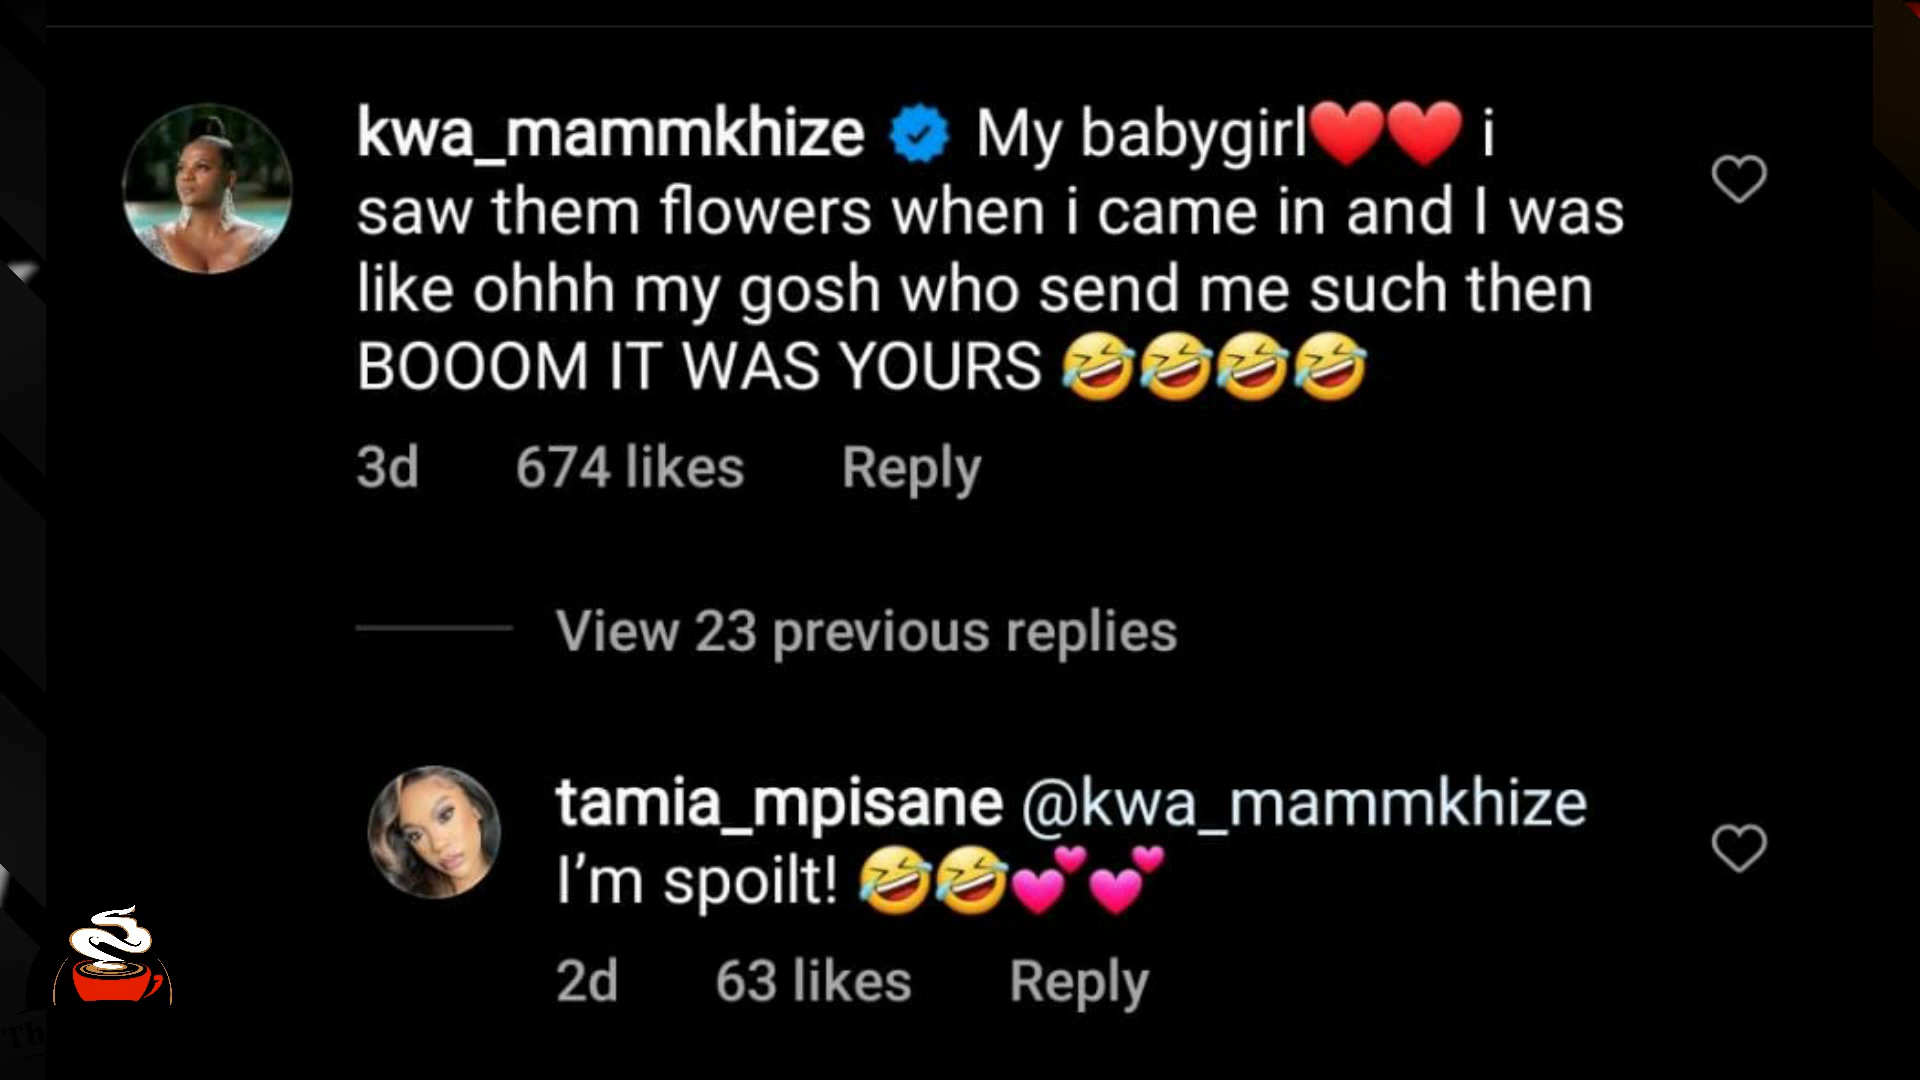 kwa_mammkhize My babygirl❤️❤️ i
saw them flowers when i came in and I was
like ohhh my gosh who send me such then
BOOOM IT WAS YOURS 🤣🤣🤣🤣
3d 674 likes Reply
View 23 previous replies
tamia_mpisane @kwa_mammkhize
I’m spoilt! 🤣🤣💕💕
2d 63 likes Reply
Th